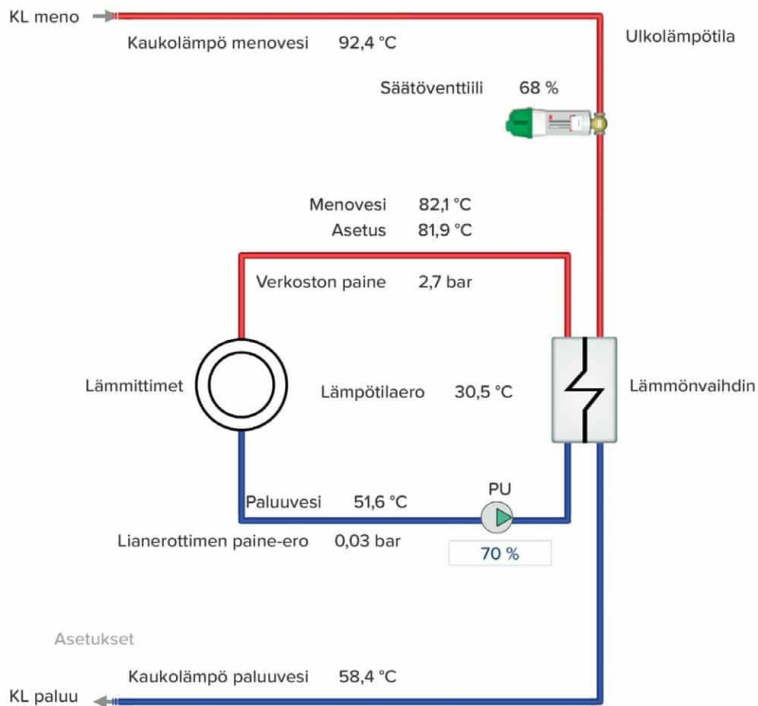 KL meno
Kaukolämpö menovesi 92,4 °C
Ulkolämpötila
Säätöventtiili 68 %
Menovesi 82,1 °C
Asetus 81,9 °C
Verkoston paine 2,7 bar
Lämmittimet
Lämpötilaero 30,5 °C
Lämmönvaihdin
Paluuvesi 51,6 °C
PU
Lianerottimen paine-ero 0,03 bar
70 %
Asetukset
Kaukolämpö paluuvesi 58,4 °C
KL paluu